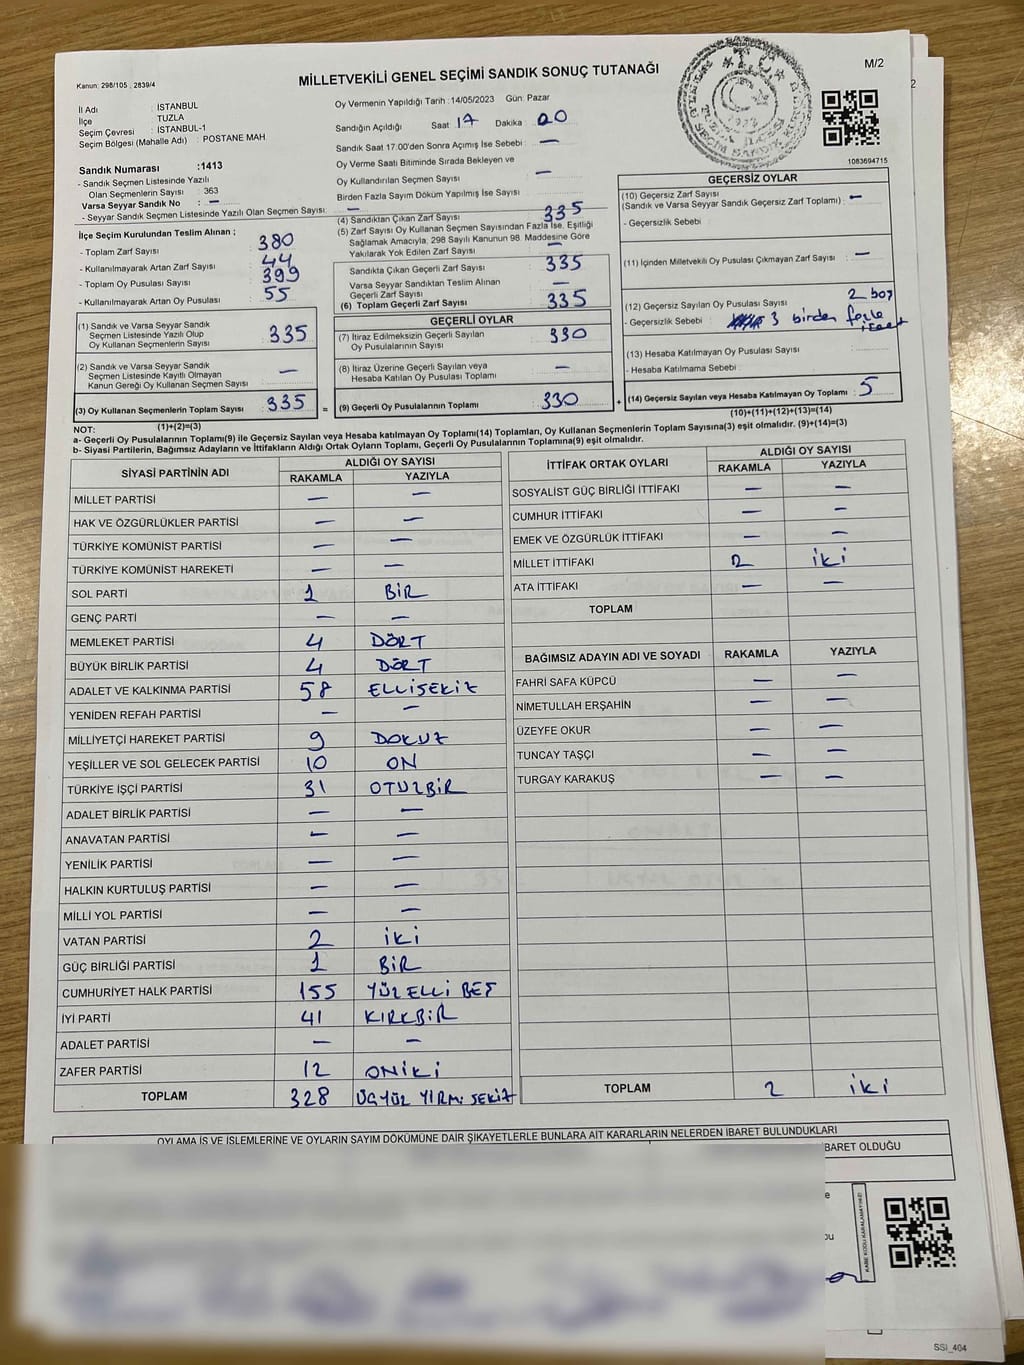 Kanun: 298/105 , 2839/4
MİLLETVEKİLİ GENEL SEÇİMİ SANDIK SONUÇ TUTANAĞI
M/2
İl Adı : İSTANBUL
İlçe TUZLA
Seçim Çevresi : İSTANBUL-1
Seçim Bölgesi (Mahalle Adı) : POSTANE MAH
Sandık Numarası :1413
- Sandık Seçmen Listesinde Yazılı
Olan Seçmenlerin Sayısı : 363
Varsa Seyyar Sandık No : —
- Seyyar Sandık Seçmen Listesinde Yazılı Olan Seçmen Sayısı: —
İlçe Seçim Kurulundan Teslim Alınan ;
- Toplam Zarf Sayısı : 380
- Kullanılmayarak Artan Zarf Sayısı : 44
- Toplam Oy Pusulası Sayısı : 399
- Kullanılmayarak Artan Oy Pusulası : 55
(1) Sandık ve Varsa Seyyar Sandık
Seçmen Listesinde Yazılı Olup
Oy Kullanan Seçmenlerin Sayısı : 335
(2) Sandık ve Varsa Seyyar Sandık
Seçmen Listesinde Kayıtlı Olmayan
Kanun Gereği Oy Kullanan Seçmen Sayısı : —
(3) Oy Kullanan Seçmenlerin Toplam Sayısı : 335 =
Oy Vermenin Yapıldığı Tarih : 14/05/2023 Gün: Pazar
Sandığın Açıldığı Saat 17 Dakika 00
Sandık Saat 17.00'den Sonra Açımış İse Sebebi : —
Oy Verme Saati Bitiminde Sırada Bekleyen ve
Oy Kullandırılan Seçmen Sayısı : —
Birden Fazla Sayım Döküm Yapılmış İse Sayısı :
(4) Sandıktan Çıkan Zarf Sayısı : 335
(5) Zarf Sayısı Oy Kullanan Seçmen Sayısından Fazla İse, Eşitliği
Sağlamak Amacıyla, 298 Sayılı Kanunun 98. Maddesine Göre
Yakılarak Yok Edilen Zarf Sayısı : —
Sandıkta Çıkan Geçerli Zarf Sayısı : 335
Varsa Seyyar Sandıktan Teslim Alınan
Geçerli Zarf Sayısı : —
(6) Toplam Geçerli Zarf Sayısı : 335
GEÇERLİ OYLAR
(7) İtiraz Edilmeksizin Geçerli Sayılan
Oy Pusulalarının Sayısı : 330
(8) İtiraz Üzerine Geçerli Sayılan veya
Hesaba Katılan Oy Pusulası Toplamı : —
(9) Geçerli Oy Pusulalarının Toplamı : 330 +
1083694715
GEÇERSİZ OYLAR
(10) Geçersiz Zarf Sayısı
(Sandık ve Varsa Seyyar Sandık Geçersiz Zarf Toplamı) : —
- Geçersizlik Sebebi :
(11) İçinden Milletvekili Oy Pusulası Çıkmayan Zarf Sayısı : —
(12) Geçersiz Sayılan Oy Pusulası Sayısı : 2 boş
- Geçersizlik Sebebi : 3 birden fazla
(13) Hesaba Katılmayan Oy Pusulası Sayısı :
- Hesaba Katılmama Sebebi :
(14) Geçersiz Sayılan veya Hesaba Katılmayan Oy Toplamı : 5
NOT: (1)+(2)=(3) (10)+(11)+(12)+(13)=(14)
a- Geçerli Oy Pusulalarının Toplamı(9) ile Geçersiz Sayılan veya Hesaba katılmayan Oy Toplamı(14) Toplamları, Oy Kullanan Seçmenlerin Toplam Sayısına(3) eşit olmalıdır. (9)+(14)=(3)
b- Siyasi Partilerin, Bağımsız Adayların ve İttifakların Aldığı Ortak Oyların Toplamı, Geçerli Oy Pusulalarının Toplamına(9) eşit olmalıdır.
SİYASİ PARTİNİN ADI ALDIĞI OY SAYISI
RAKAMLA YAZIYLA
MİLLET PARTİSİ — —
HAK VE ÖZGÜRLÜKLER PARTİSİ — —
TÜRKİYE KOMÜNİST PARTİSİ — —
TÜRKİYE KOMÜNİST HAREKETİ — —
SOL PARTİ 1 BİR
GENÇ PARTİ — —
MEMLEKET PARTİSİ 4 DÖRT
BÜYÜK BİRLİK PARTİSİ 4 DÖRT
ADALET VE KALKINMA PARTİSİ 58 ELLİSEKİZ
YENİDEN REFAH PARTİSİ — —
MİLLİYETÇİ HAREKET PARTİSİ 9 DOKUZ
YEŞİLLER VE SOL GELECEK PARTİSİ 10 ON
TÜRKİYE İŞÇİ PARTİSİ 31 OTUZBİR
ADALET BİRLİK PARTİSİ — —
ANAVATAN PARTİSİ — —
YENİLİK PARTİSİ — —
HALKIN KURTULUŞ PARTİSİ — —
MİLLİ YOL PARTİSİ — —
VATAN PARTİSİ 2 İKİ
GÜÇ BİRLİĞİ PARTİSİ 1 BİR
CUMHURİYET HALK PARTİSİ 155 YÜZELLİ BEŞ
İYİ PARTİ 41 KIRKBİR
ADALET PARTİSİ — —
ZAFER PARTİSİ 12 ONİKİ
TOPLAM 328 ÜÇYÜZ YİRMİ SEKİZ
İTTİFAK ORTAK OYLARI ALDIĞI OY SAYISI
RAKAMLA YAZIYLA
SOSYALİST GÜÇ BİRLİĞİ İTTİFAKI — —
CUMHUR İTTİFAKI — —
EMEK VE ÖZGÜRLÜK İTTİFAKI — —
MİLLET İTTİFAKI 2 İKİ
ATA İTTİFAKI — —
TOPLAM
BAĞIMSIZ ADAYIN ADI VE SOYADI RAKAMLA YAZIYLA
FAHRİ SAFA KÜPCÜ — —
NİMETULLAH ERŞAHİN — —
ÜZEYFE OKUR — —
TUNCAY TAŞÇI — —
TURGAY KARAKUŞ — —
TOPLAM 2 İKİ
OYLAMA İŞ VE İŞLEMLERİNE VE OYLARIN SAYIM DÖKÜMÜNE DAİR ŞİKAYETLERLE BUNLARA AİT KARARLARIN NELERDEN İBARET BULUNDUKLARI
İBARET OLDUĞU
KARE KODU KARALAMAYINIZ!
SSİ_404